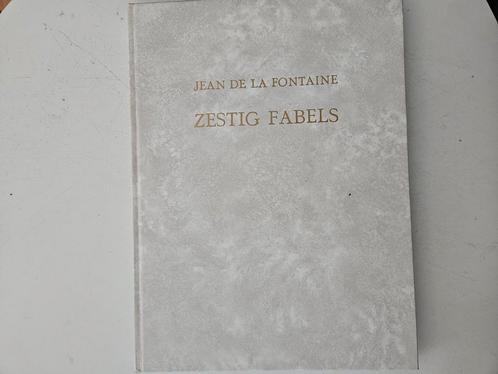 JEAN DE LA FONTAINE
ZESTIG FABELS